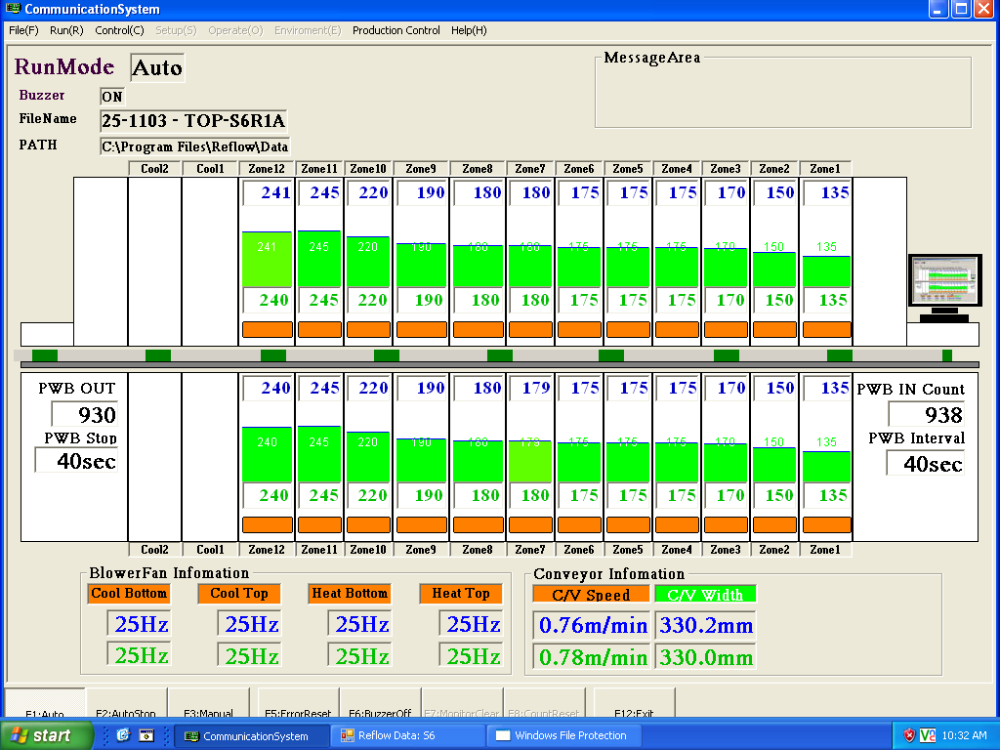 CommunicationSystem
File(F) Run(R) Control(C) Setup(S) Operate(O) Enviroment(E) Production Control Help(H)
RunMode Auto
MessageArea
Buzzer ON
FileName 25-1103 - TOP-S6R1A
PATH C:\Program Files\Reflow\Data
Cool2 Cool1 Zone12 Zone11 Zone10 Zone9 Zone8 Zone7 Zone6 Zone5 Zone4 Zone3 Zone2 Zone1
241 245 220 190 180 180 175 175 175 170 150 135
241 245 220 190 180 180 175 175 175 170 150 135
240 245 220 190 180 180 175 175 175 170 150 135
PWB OUT 240 245 220 190 180 179 175 175 175 170 150 135 PWB IN Count
930 938
PWB Stop 240 245 220 190 180 179 175 175 175 170 150 135 PWB Interval
40sec 40sec
240 245 220 190 180 180 175 175 175 170 150 135
Cool2 Cool1 Zone12 Zone11 Zone10 Zone9 Zone8 Zone7 Zone6 Zone5 Zone4 Zone3 Zone2 Zone1
BlowerFan Infomation Conveyor Infomation
Cool Bottom Cool Top Heat Bottom Heat Top C/V Speed C/V Width
25Hz 25Hz 25Hz 25Hz 0.76m/min 330.2mm
25Hz 25Hz 25Hz 25Hz 0.78m/min 330.0mm
F1:Auto F2:AutoStop F3:Manual F5:ErrorReset F6:BuzzerOff F7:MonitorClear F8:CountReset F12:Exit
start CommunicationSystem Reflow Data: S6 Windows File Protection 10:32 AM